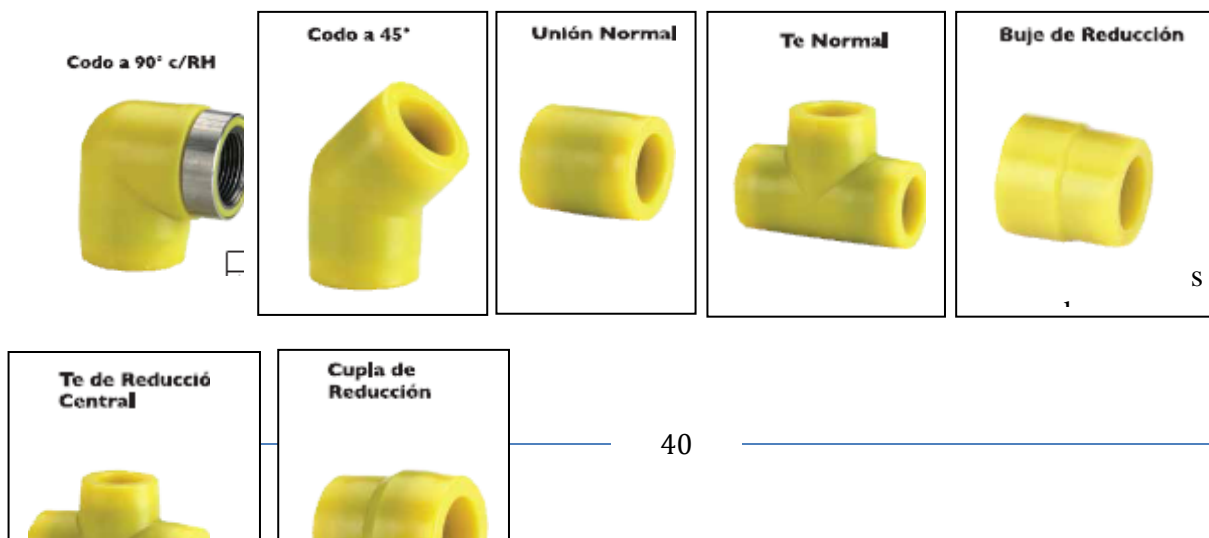 Codo a 90° c/RH
Codo a 45°
Unión Normal
Te Normal
Buje de Reducción
s
Te de Reducció
Central
Cupla de
Reducción
40